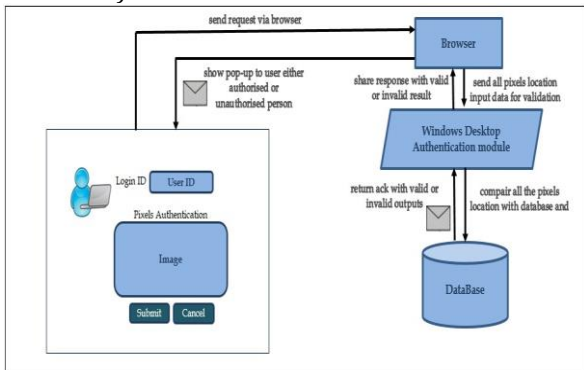 send request via browser
Browser
show pop-up to user either
authorised or
unauthorised person
share response with valid
or invalid result
send all pixels location
input data for validation
Windows Desktop
Authentication module
Login ID
User ID
return ack with valid or
invalid outputs
compair all the pixels
location with database and
Pixels Authentication
Image
DataBase
Submit
Cancel